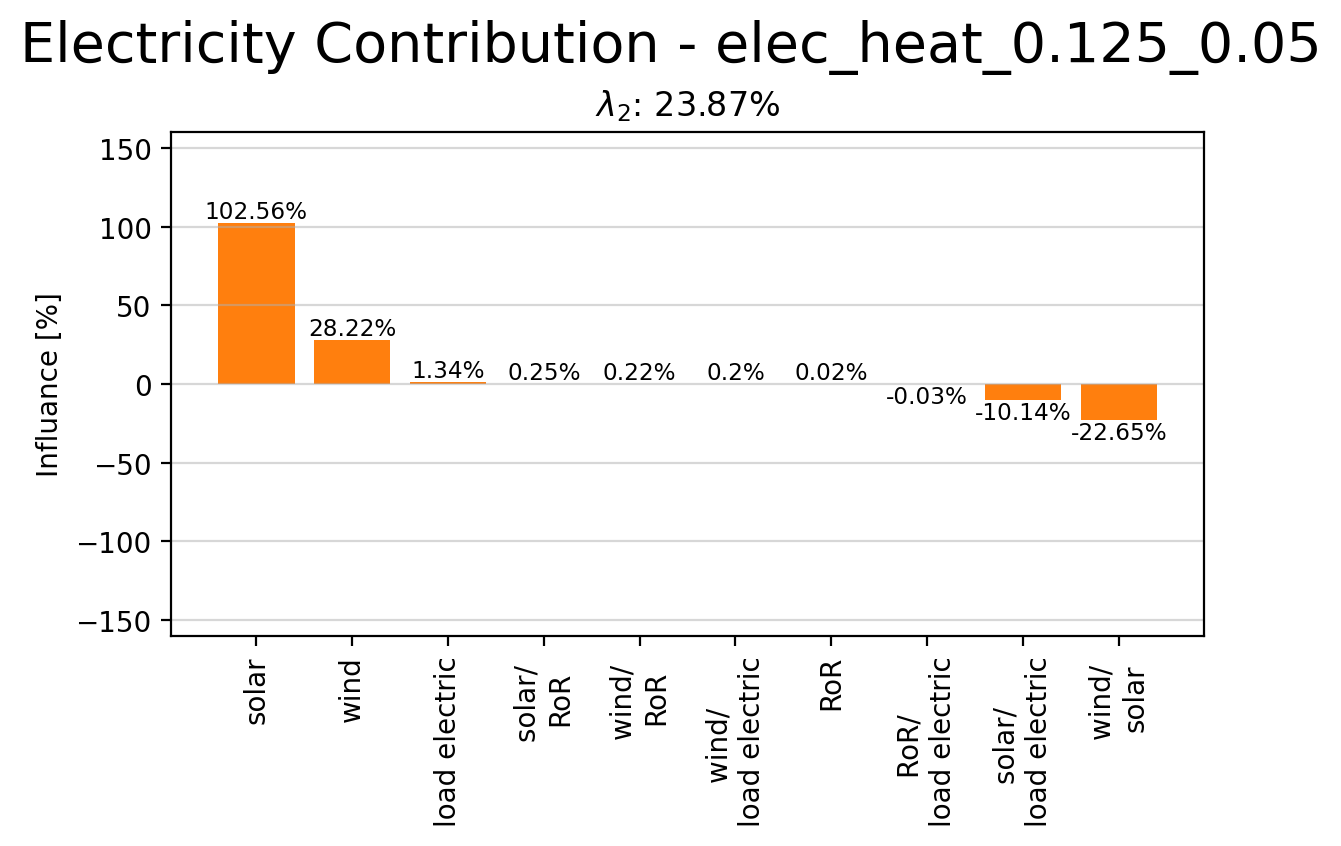 Electricity Contribution - elec_heat_0.125_0.05
λ₂: 23.87%
150
100
50
0
−50
−100
−150
Influance [%]
102.56%
28.22%
1.34%
0.25%
0.22%
0.2%
0.02%
-0.03%
-10.14%
-22.65%
solar
wind
load electric
solar/
RoR
wind/
RoR
wind/
load electric
RoR
RoR/
load electric
solar/
load electric
wind/
solar